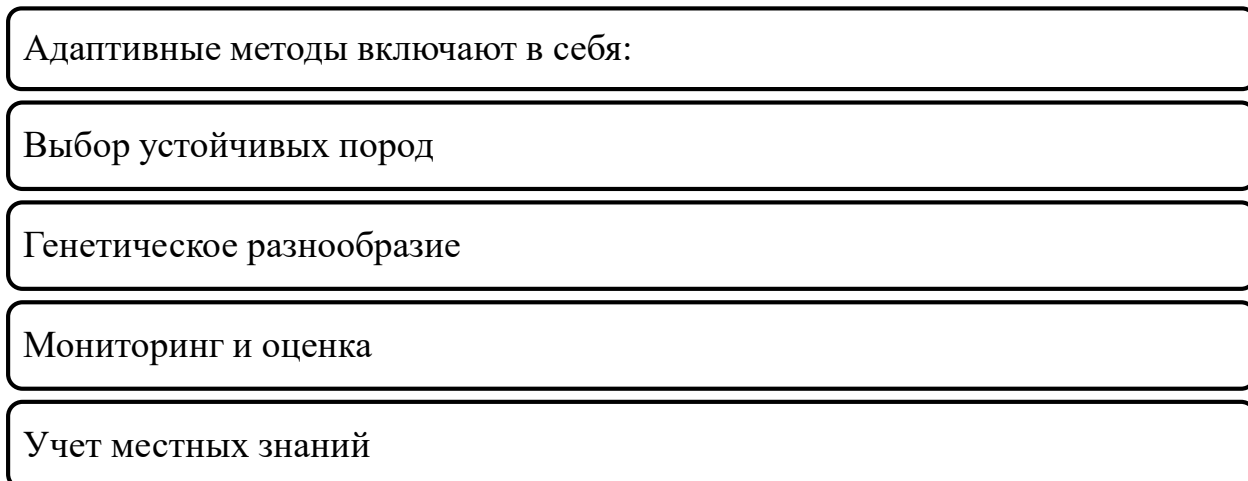 Адаптивные методы включают в себя:
Выбор устойчивых пород
Генетическое разнообразие
Мониторинг и оценка
Учет местных знаний